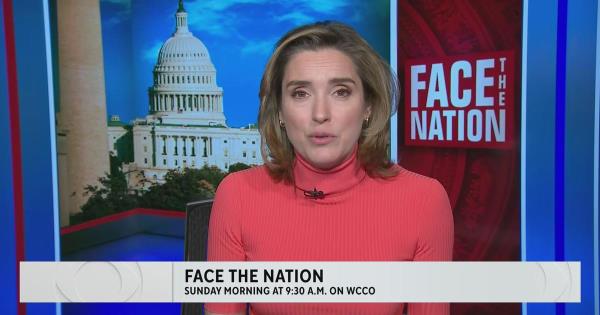 FACE
THE
NATION
FACE THE NATION
SUNDAY MORNING AT 9:30 A.M. ON WCCO